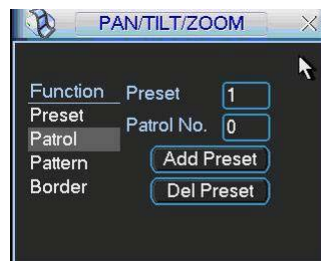 PAN/TILT/ZOOM
Function
Preset
Patrol
Pattern
Border
Preset 1
Patrol No. 0
Add Preset
Del Preset